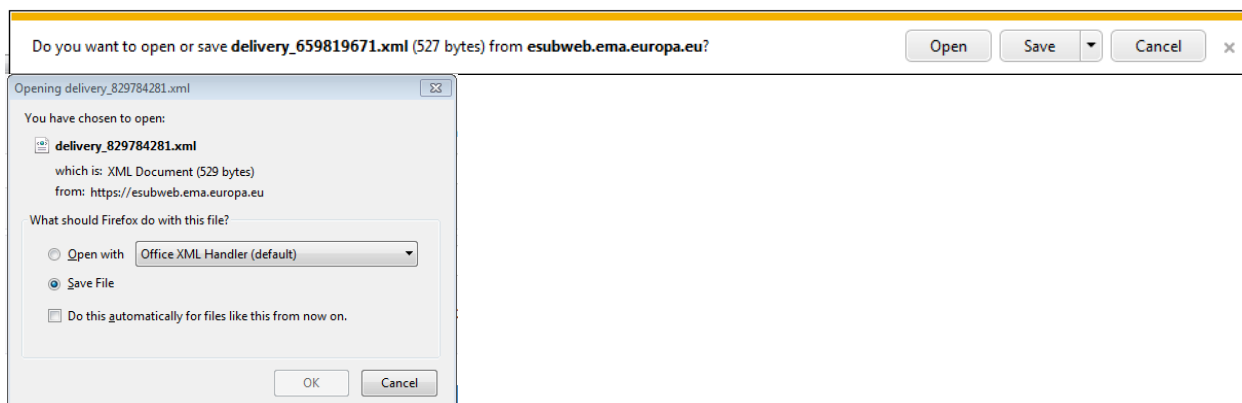 Do you want to open or save delivery_659819671.xml (527 bytes) from esubweb.ema.europa.eu? Open Save Cancel
Opening delivery_829784281.xml
You have chosen to open:
delivery_829784281.xml
which is: XML Document (529 bytes)
from: https://esubweb.ema.europa.eu
What should Firefox do with this file?
Open with Office XML Handler (default)
Save File
Do this automatically for files like this from now on.
OK Cancel